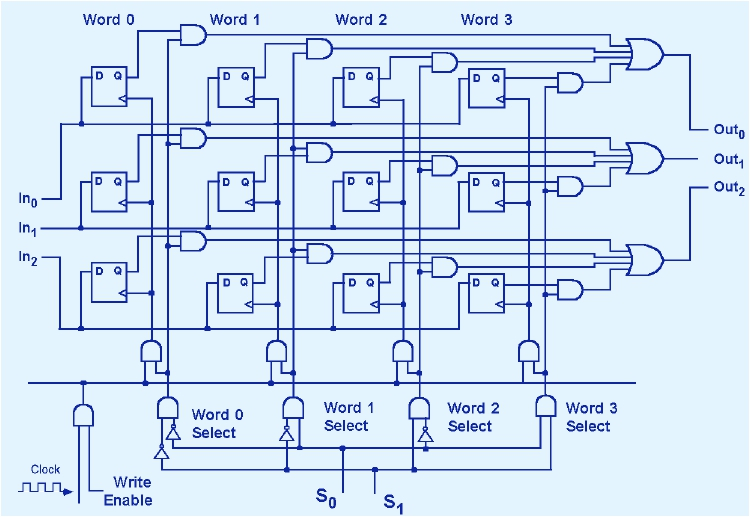 Word 0 Word 1 Word 2 Word 3
D Q D Q D Q D Q
Out0
D Q D Q D Q D Q
Out1
In0
Out2
In1
In2
D Q D Q D Q D Q
Word 0
Select
Word 1
Select
Word 2
Select
Word 3
Select
Clock
Write
Enable
S0
S1